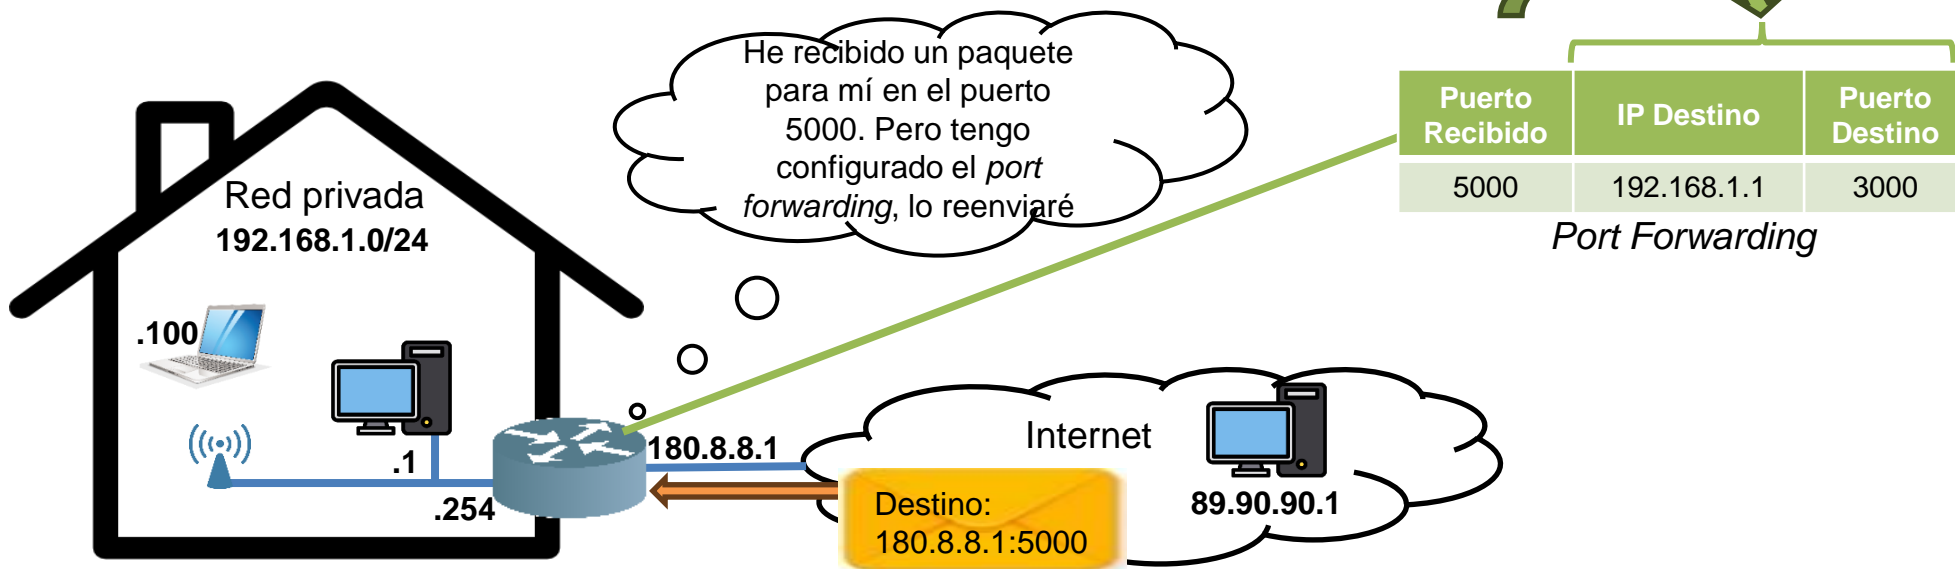 He recibido un paquete
para mí en el puerto
5000. Pero tengo
configurado el port
forwarding, lo reenviaré
Puerto
Recibido
IP Destino
Puerto
Destino
5000
192.168.1.1
3000
Port Forwarding
Red privada
192.168.1.0/24
.100
.1
.254
180.8.8.1
Internet
89.90.90.1
Destino:
180.8.8.1:5000